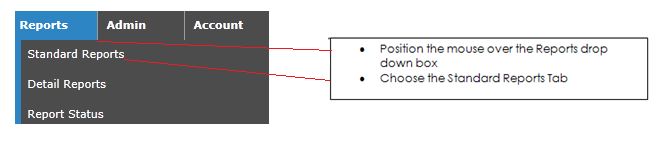 Reports Admin Account
Standard Reports
Detail Reports
Report Status
• Position the mouse over the Reports drop
down box
• Choose the Standard Reports Tab